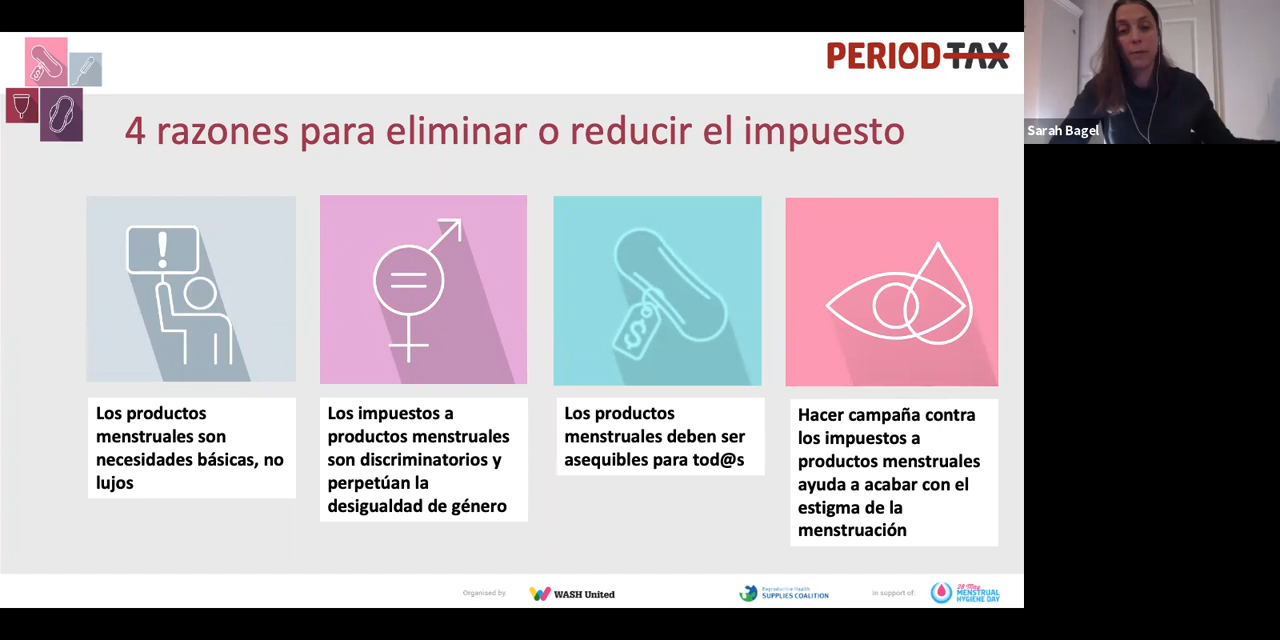 PERIOD TAX
Sarah Bagel
4 razones para eliminar o reducir el impuesto
Los productos
menstruales son
necesidades básicas, no
lujos
Los impuestos a
productos menstruales
son discriminatorios y
perpetúan la
desigualdad de género
Los productos
menstruales deben ser
asequibles para tod@s
Hacer campaña contra
los impuestos a
productos menstruales
ayuda a acabar con el
estigma de la
menstruación
Organised by:
WASH United
Reproductive Health
SUPPLIES COALITION
In support of:
28 May
MENSTRUAL
HYGIENE DAY